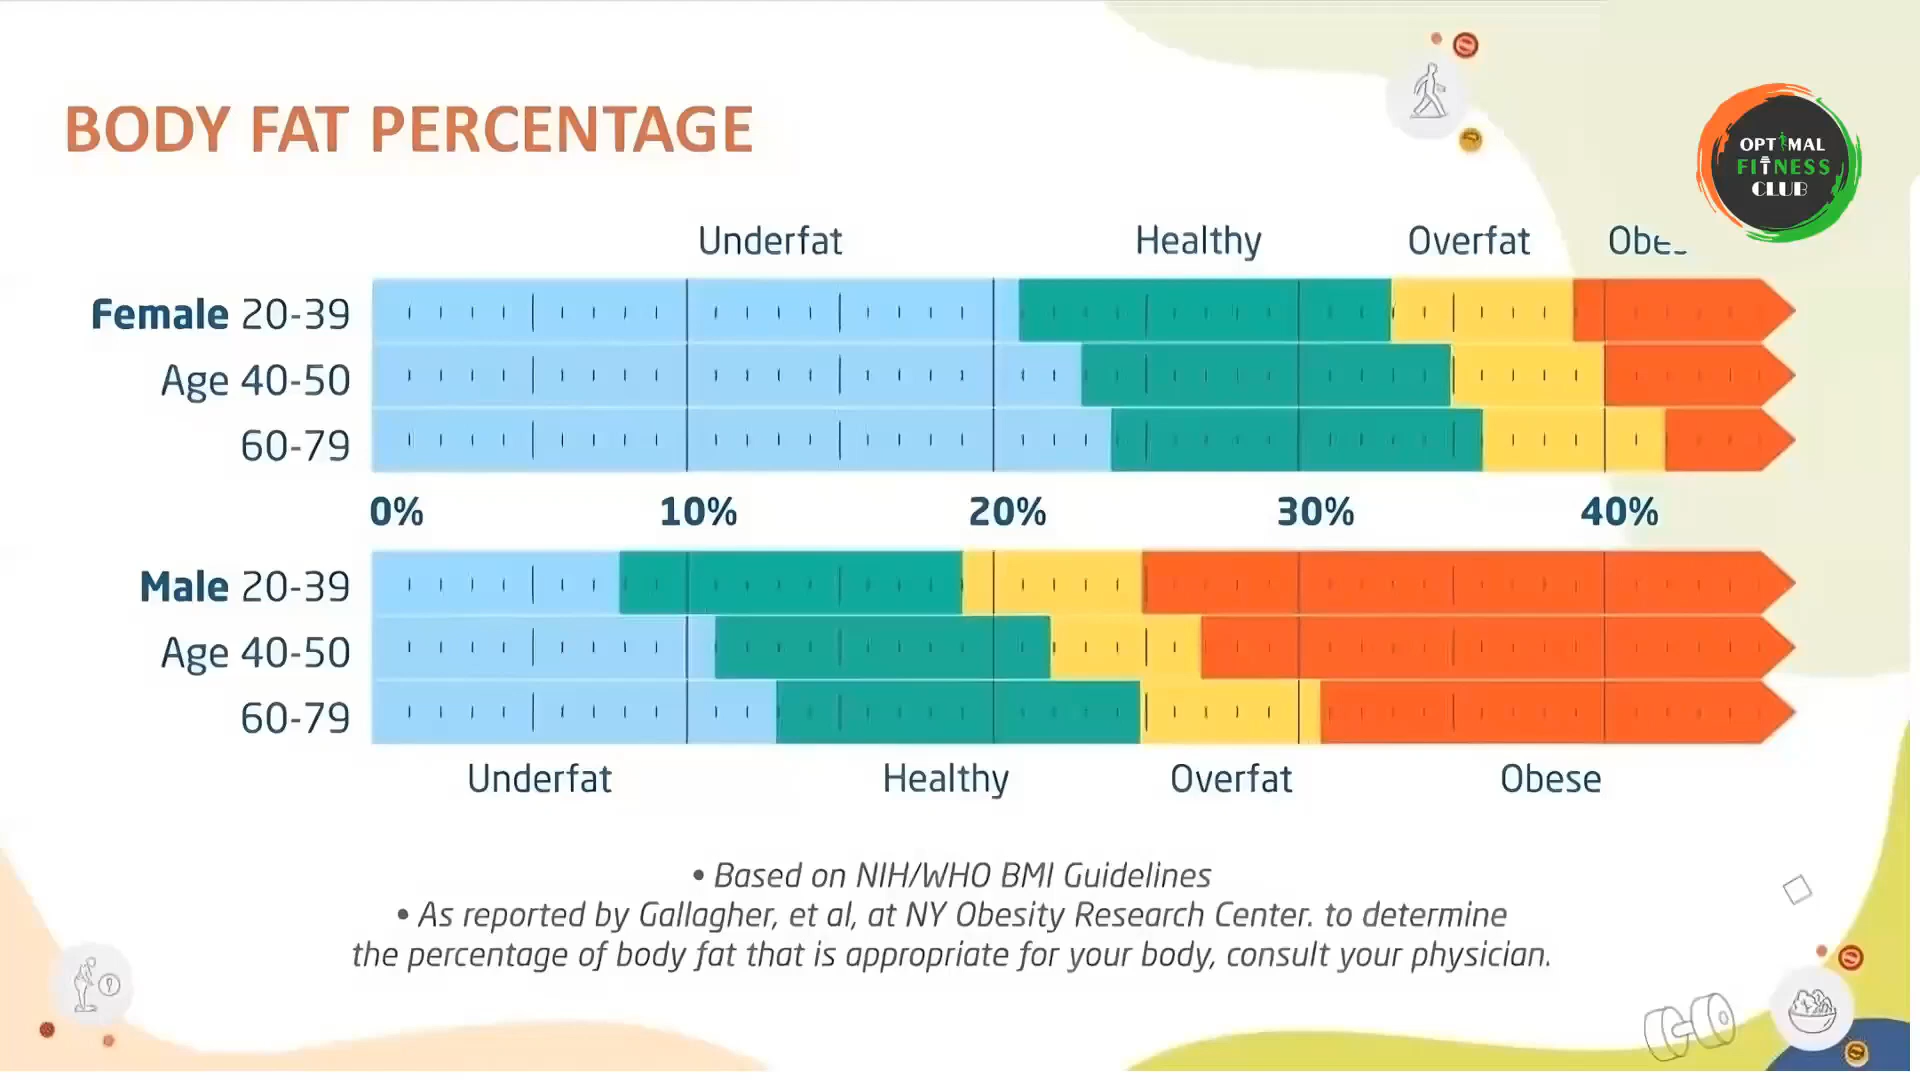 BODY FAT PERCENTAGE
OPTIMAL
FITNESS
CLUB
Underfat Healthy Overfat
Female 20-39
Age 40-50
60-79
0% 10% 20% 30% 40%
Male 20-39
Age 40-50
60-79
Underfat Healthy Overfat Obese
• Based on NIH/WHO BMI Guidelines
• As reported by Gallagher, et al, at NY Obesity Research Center. to determine
the percentage of body fat that is appropriate for your body, consult your physician.